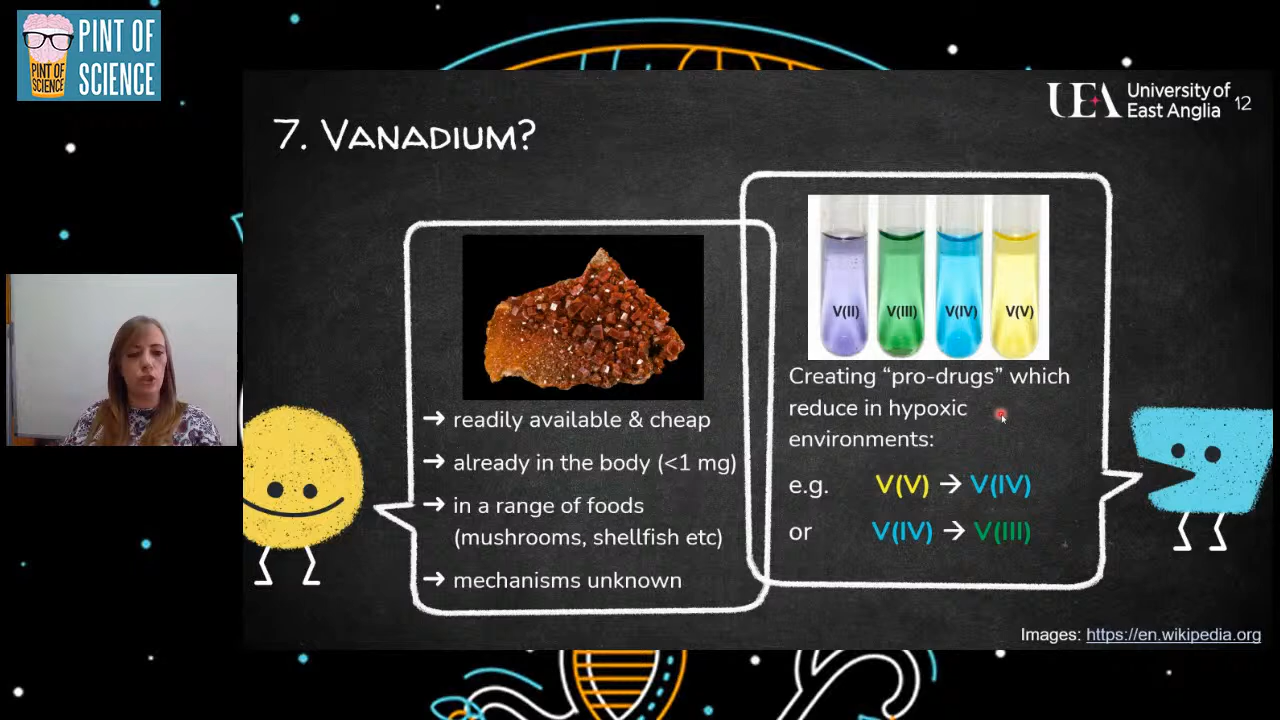 PINT OF
SCIENCE
PINT OF
SCIENCE
UEA University of
East Anglia 12
7. Vanadium?
V(II) V(III) V(IV) V(V)
→ readily available & cheap
→ already in the body (<1 mg)
→ in a range of foods
(mushrooms, shellfish etc)
→ mechanisms unknown
Creating “pro-drugs” which
reduce in hypoxic
environments:
e.g. V(V) → V(IV)
or V(IV) → V(III)
Images: https://en.wikipedia.org